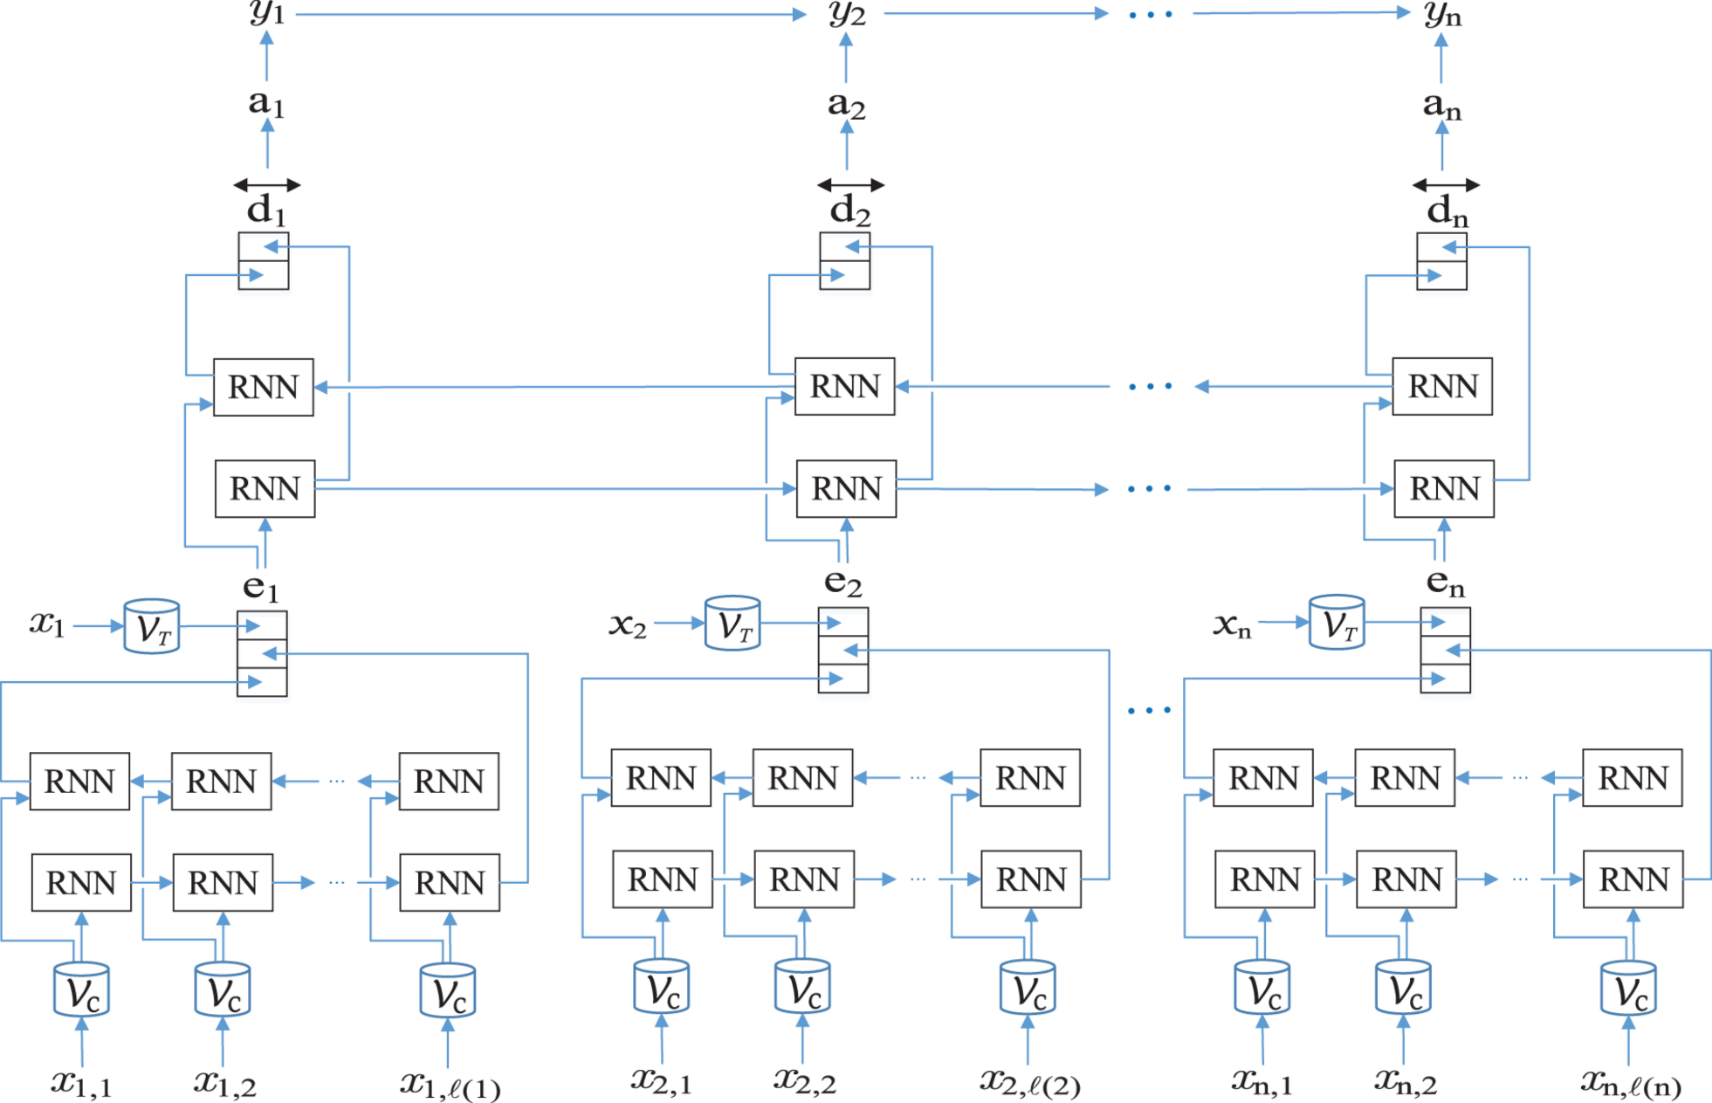 y1 y2 ··· yn
a1 a2 an
d1 d2 dn
RNN RNN ··· RNN
RNN RNN ··· RNN
e1 e2 en
x1 𝒱T x2 𝒱T xn 𝒱T
···
RNN RNN ··· RNN RNN RNN ··· RNN RNN RNN ··· RNN
RNN RNN ··· RNN RNN RNN ··· RNN RNN RNN ··· RNN
𝒱C 𝒱C 𝒱C 𝒱C 𝒱C 𝒱C 𝒱C 𝒱C 𝒱C
x1,1 x1,2 x1,ℓ(1) x2,1 x2,2 x2,ℓ(2) xn,1 xn,2 xn,ℓ(n)